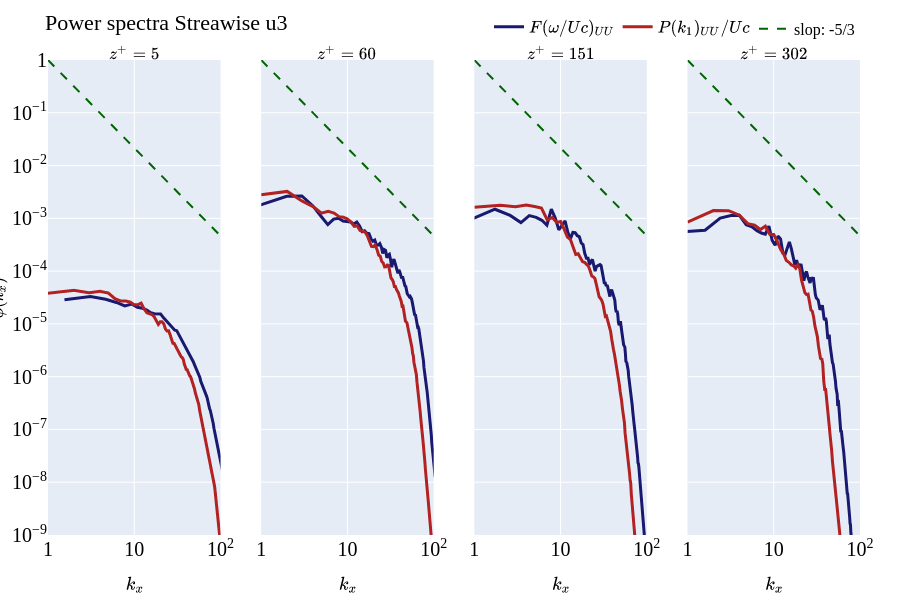 Power spectra Streawise u3
F(ω/Uc)_UU P(k₁)_UU/Uc slop: -5/3
z⁺ = 5 z⁺ = 60 z⁺ = 151 z⁺ = 302
1
10⁻¹
10⁻²
10⁻³
10⁻⁴
10⁻⁵
10⁻⁶
10⁻⁷
10⁻⁸
10⁻⁹
1 10 10² 1 10 10² 1 10 10² 1 10 10²
kₓ kₓ kₓ kₓ